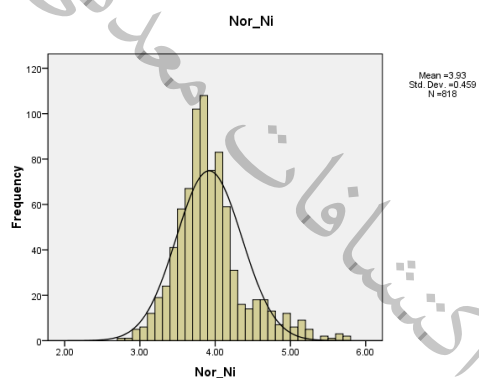 Nor_Ni
Mean =3.93
Std. Dev. =0.459
N =818
Frequency
120
100
80
60
40
20
0
2.00 3.00 4.00 5.00 6.00
Nor_Ni